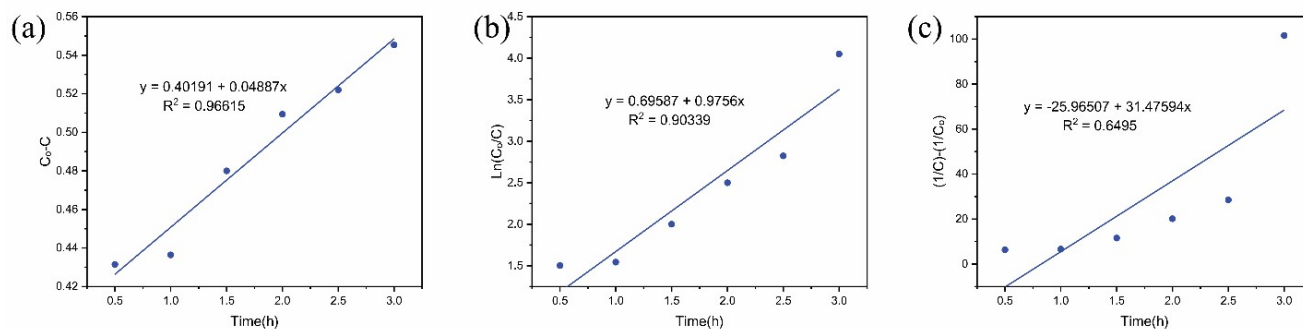 (a)
0.56
0.54
0.52
0.50
0.48
0.46
0.44
0.42
C₀-C
y = 0.40191 + 0.04887x
R² = 0.96615
0.5 1.0 1.5 2.0 2.5 3.0
Time(h)
(b)
4.5
4.0
3.5
3.0
2.5
2.0
1.5
Ln(C₀/C)
y = 0.69587 + 0.9756x
R² = 0.90339
0.5 1.0 1.5 2.0 2.5 3.0
Time(h)
(c)
100
80
60
40
20
0
(1/C)-(1/C₀)
y = -25.96507 + 31.47594x
R² = 0.6495
0.5 1.0 1.5 2.0 2.5 3.0
Time(h)